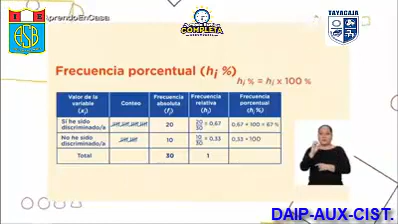 AprendoEnCasa
COMPLETA
TAYACAJA
I E
ASB
Frecuencia porcentual (hi %)
hi % = hi x 100 %
Valor de la variable (xi)
Conteo
Frecuencia absoluta (fi)
Frecuencia relativa (hi)
Frecuencia porcentual (hi %)
Sí he sido discriminado/a
20
20/30 = 0,67
0,67 × 100 = 67 %
No he sido discriminado/a
10
10/30 = 0,33
0,33 × 100
Total
30
1
DAIP-AUX-CIST.